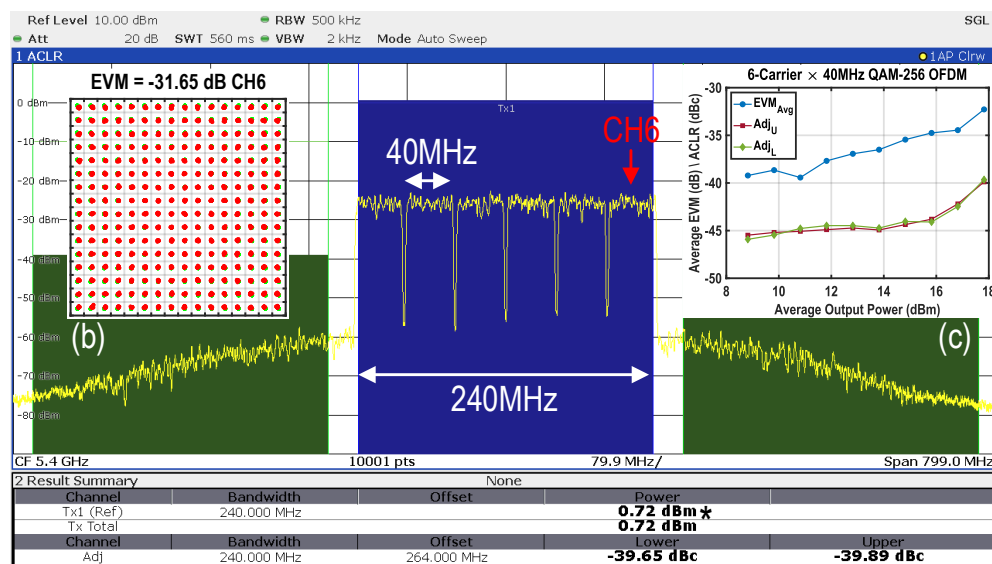 Ref Level 10.00 dBm RBW 500 kHz SGL
Att 20 dB SWT 560 ms VBW 2 kHz Mode Auto Sweep
1 ACLR 1AP Clrw
EVM = -31.65 dB CH6
0 dBm
-10 dBm
-20 dBm
-30 dBm
-40 dBm
-50 dBm
-60 dBm
-70 dBm
-80 dBm
(b)
Tx1
CH6
40MHz
240MHz
6-Carrier × 40MHz QAM-256 OFDM
EVM_Avg
Adj_U
Adj_L
Average EVM (dB) \ ACLR (dBc)
-30
-35
-40
-45
-50
8 10 12 14 16 18
Average Output Power (dBm)
(c)
CF 5.4 GHz 10001 pts 79.9 MHz/ Span 799.0 MHz
2 Result Summary None
Channel Bandwidth Offset Power
Tx1 (Ref) 240.000 MHz 0.72 dBm *
Tx Total 0.72 dBm
Channel Bandwidth Offset Lower Upper
Adj 240.000 MHz 264.000 MHz -39.65 dBc -39.89 dBc